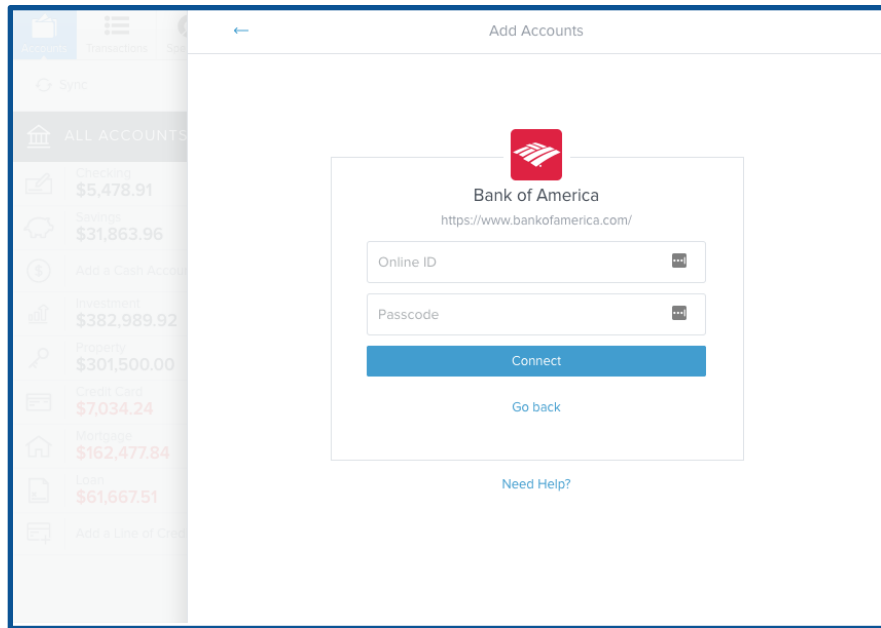 Accounts
Transactions
Add Accounts
Sync
ALL ACCOUNTS
Checking
$5,478.91
Savings
$31,863.96
Add a Cash
Investment
$382,989.92
Property
$301,500.00
Credit Card
$7,034.24
Mortgage
$162,477.84
Loan
$61,667.51
Add a Line of
Bank of America
https://www.bankofamerica.com/
Online ID
Passcode
Connect
Go back
Need Help?